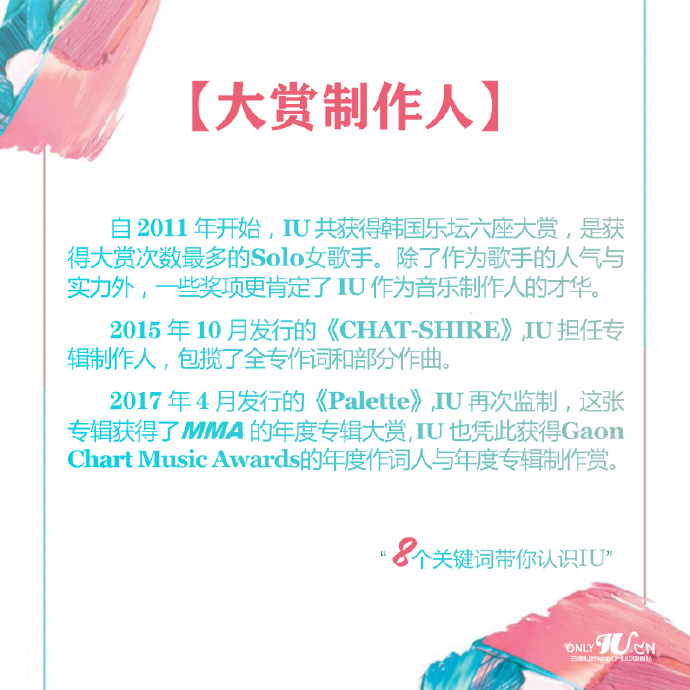 【大赏制作人】
自 2011 年开始，IU 共获得韩国乐坛六座大赏，是获
得大赏次数最多的Solo女歌手。除了作为歌手的人气与
实力外，一些奖项更肯定了 IU 作为音乐制作人的才华。
2015 年 10 月发行的《CHAT-SHIRE》,IU 担任专
辑制作人，包揽了全专作词和部分作曲。
2017 年 4 月发行的《Palette》,IU 再次监制，这张
专辑获得了MMA 的年度专辑大赏, IU 也凭此获得Gaon
Chart Music Awards的年度作词人与年度专辑制作赏。
“ 8个关键词带你认识IU”
ONLY IU.CN